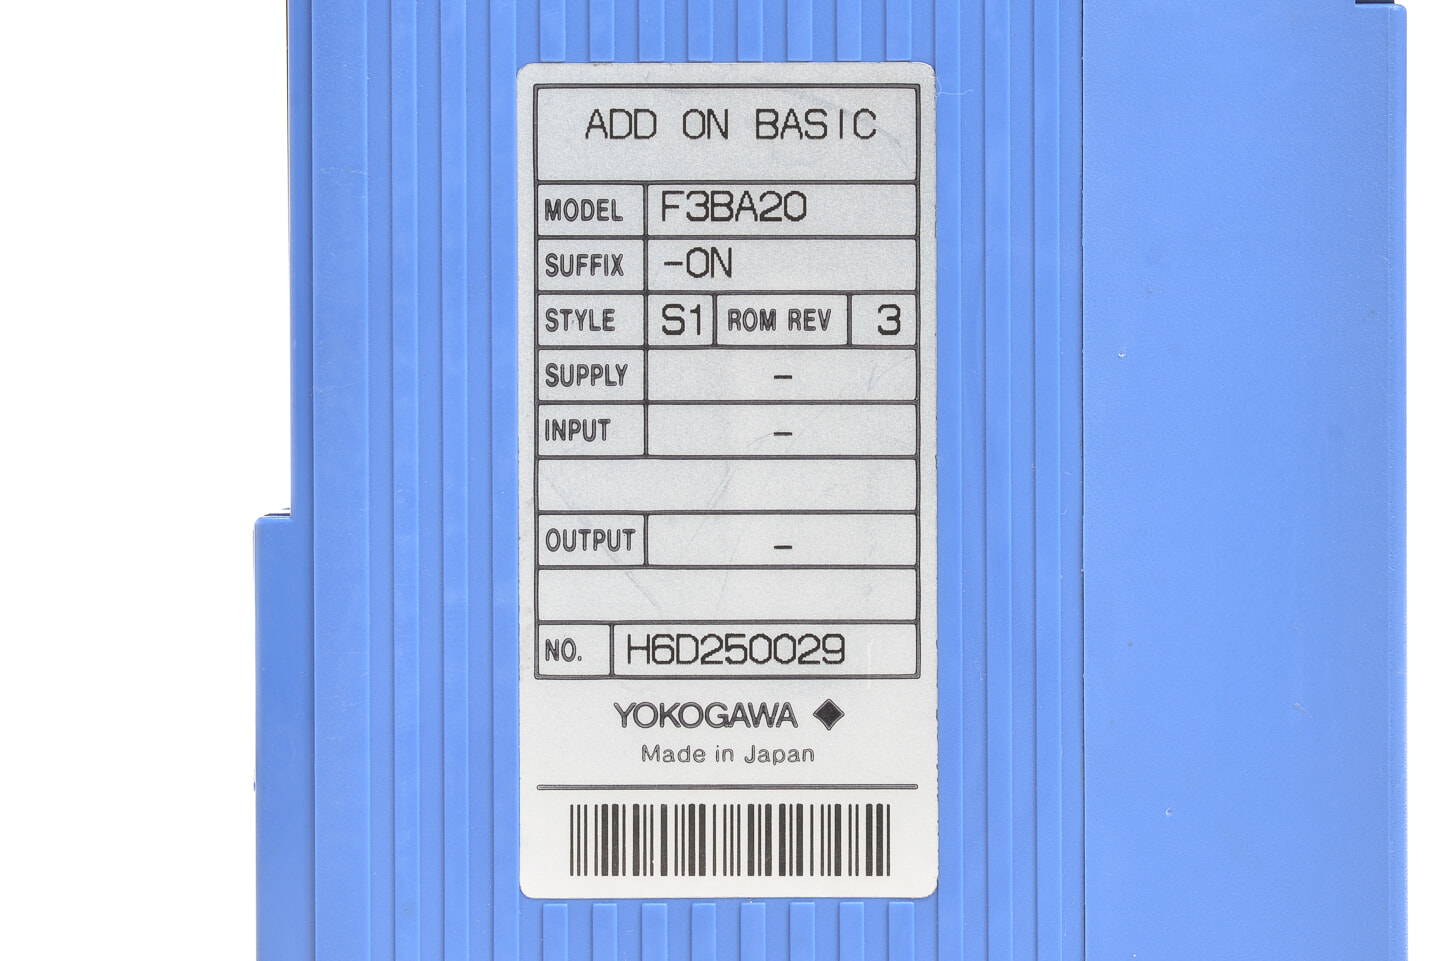 ADD ON BASIC
MODEL F3BA20
SUFFIX -0N
STYLE S1 ROM REV 3
SUPPLY -
INPUT -
OUTPUT -
NO. H6D250029
YOKOGAWA
Made in Japan